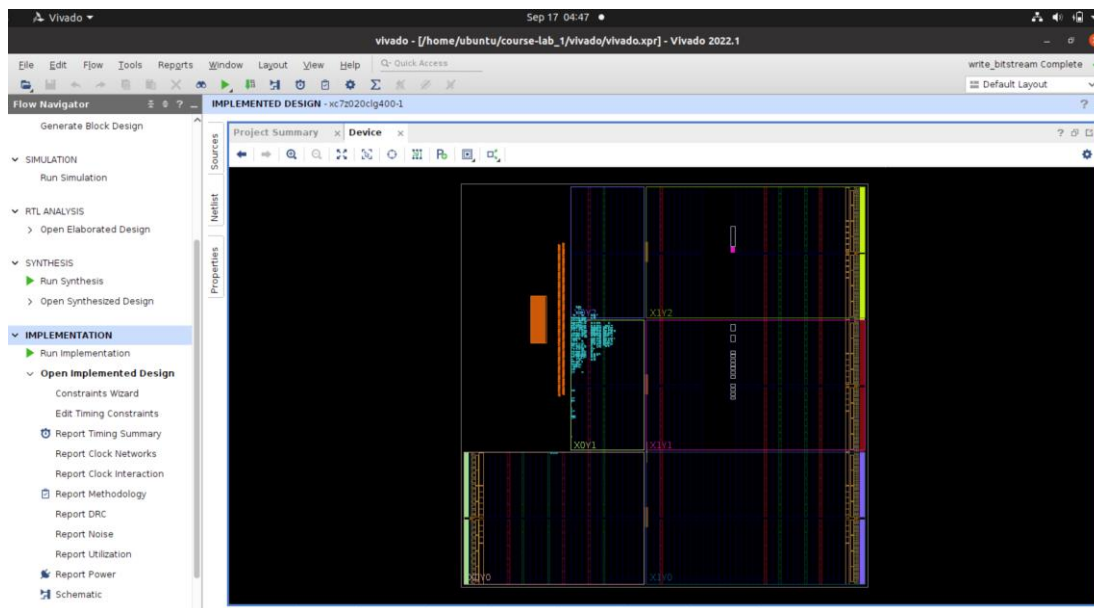 Vivado
Sep 17 04:47
vivado - [/home/ubuntu/course-lab_1/vivado/vivado.xpr] - Vivado 2022.1
File Edit Flow Tools Reports Window Layout View Help Q- Quick Access
write_bitstream Complete
Default Layout
Flow Navigator
IMPLEMENTED DESIGN - xc7z020clg400-1
Generate Block Design
SIMULATION
Run Simulation
RTL ANALYSIS
Open Elaborated Design
SYNTHESIS
Run Synthesis
Open Synthesized Design
IMPLEMENTATION
Run Implementation
Open Implemented Design
Constraints Wizard
Edit Timing Constraints
Report Timing Summary
Report Clock Networks
Report Clock Interaction
Report Methodology
Report DRC
Report Noise
Report Utilization
Report Power
Schematic
Sources
Netlist
Properties
Project Summary
Device
X1Y2
X0Y1
X1Y1
X1Y0